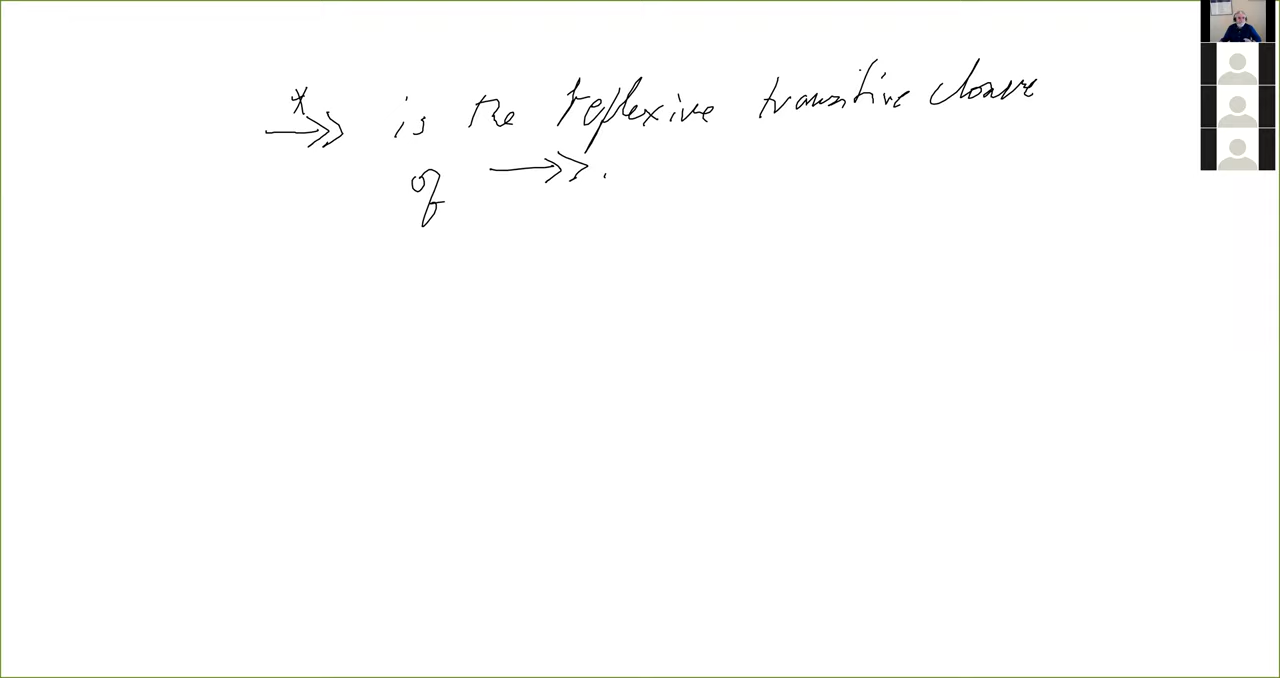 ↠* is the reflexive transitive closure
of ↠.